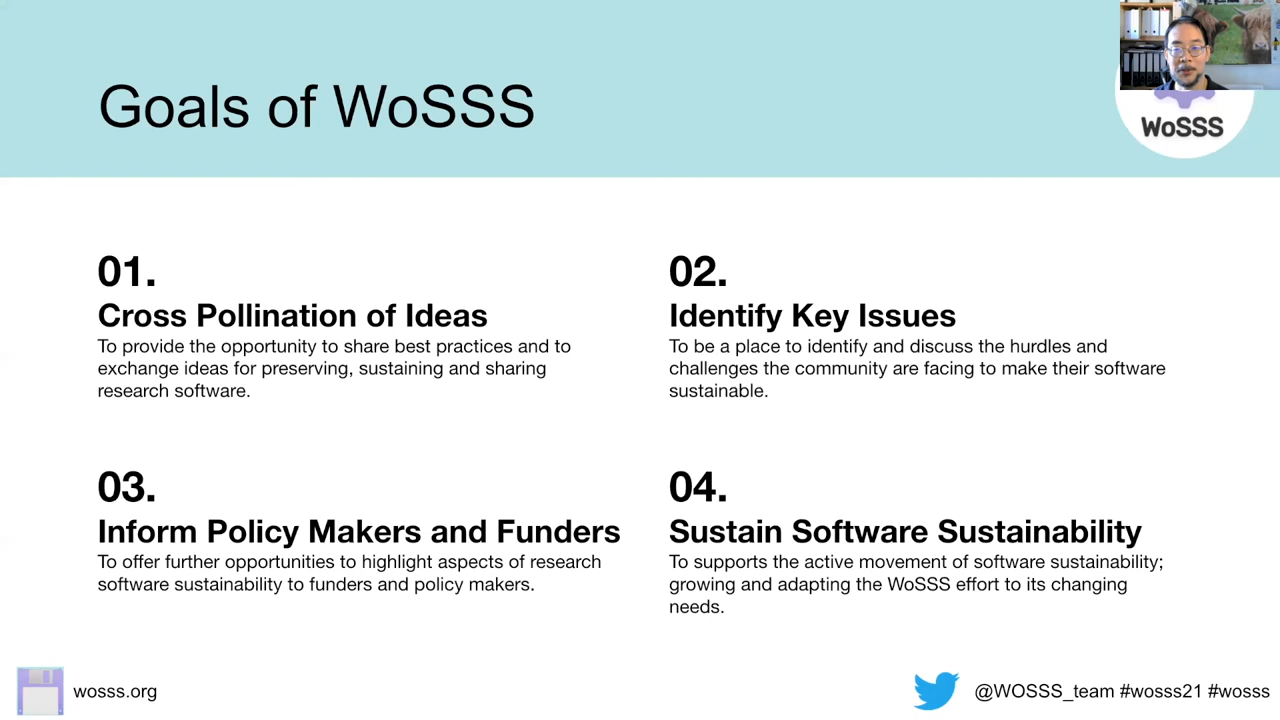 Goals of WoSSS
WoSSS
01.
Cross Pollination of Ideas
To provide the opportunity to share best practices and to
exchange ideas for preserving, sustaining and sharing
research software.
02.
Identify Key Issues
To be a place to identify and discuss the hurdles and
challenges the community are facing to make their software
sustainable.
03.
Inform Policy Makers and Funders
To offer further opportunities to highlight aspects of research
software sustainability to funders and policy makers.
04.
Sustain Software Sustainability
To supports the active movement of software sustainability;
growing and adapting the WoSSS effort to its changing
needs.
wosss.org
@WOSSS_team #wosss21 #wosss